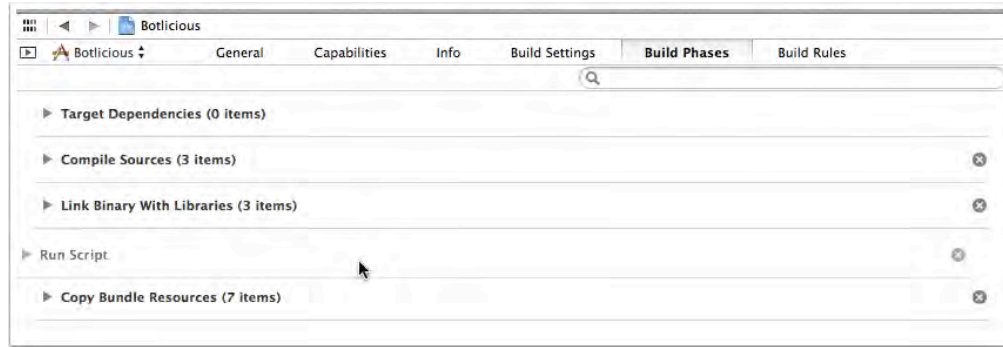 Botlicious
Botlicious General Capabilities Info Build Settings Build Phases Build Rules
Target Dependencies (0 items)
Compile Sources (3 items)
Link Binary With Libraries (3 items)
Run Script
Copy Bundle Resources (7 items)